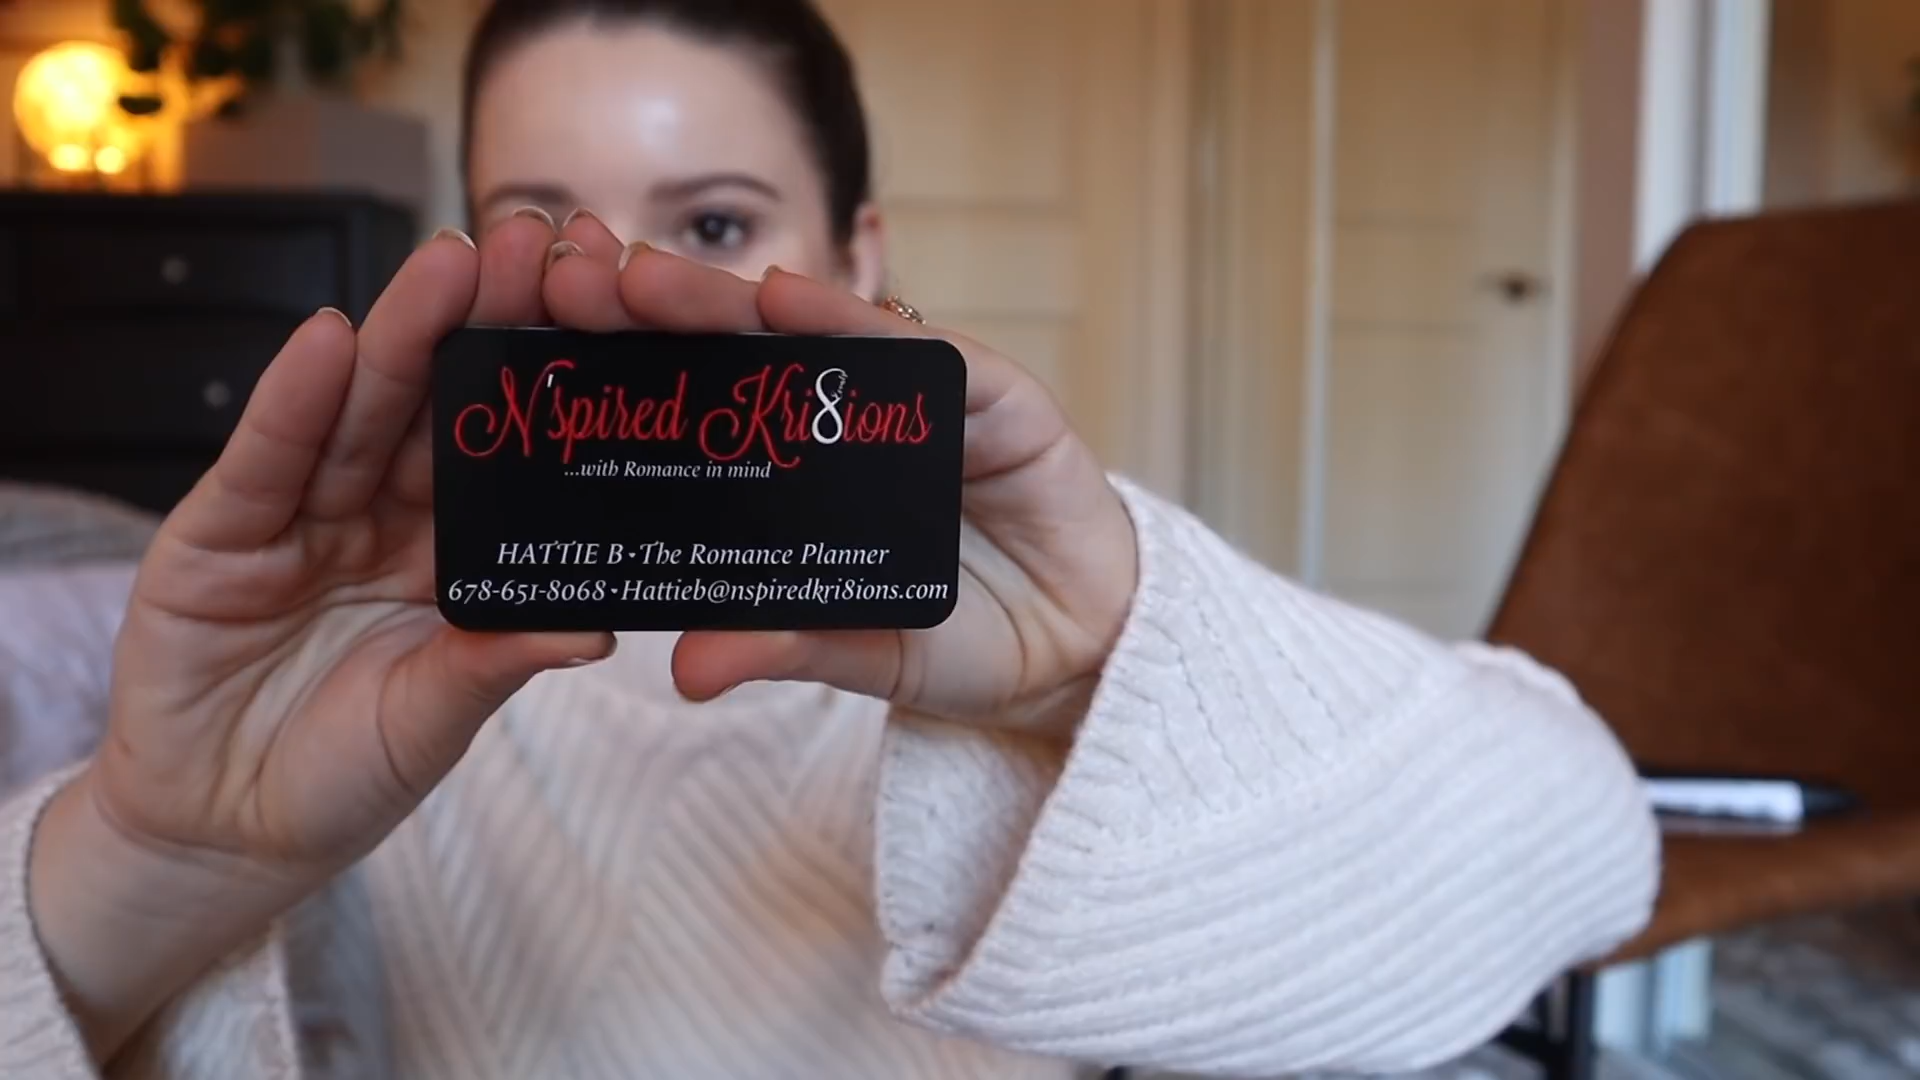 N'spired Kri8ions
...with Romance in mind
HATTIE B•The Romance Planner
678-651-8068•Hattieb@nspiredkri8ions.com